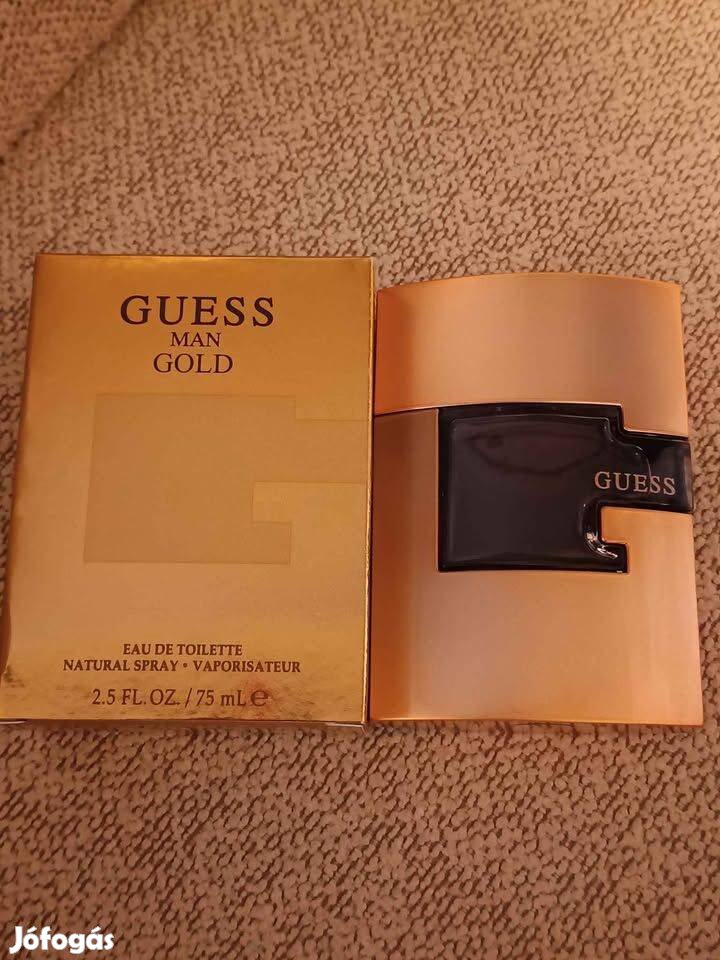 GUESS
MAN
GOLD
EAU DE TOILETTE
NATURAL SPRAY • VAPORISATEUR
2.5 FL. OZ. / 75 mL ℮
GUESS
Jófogás